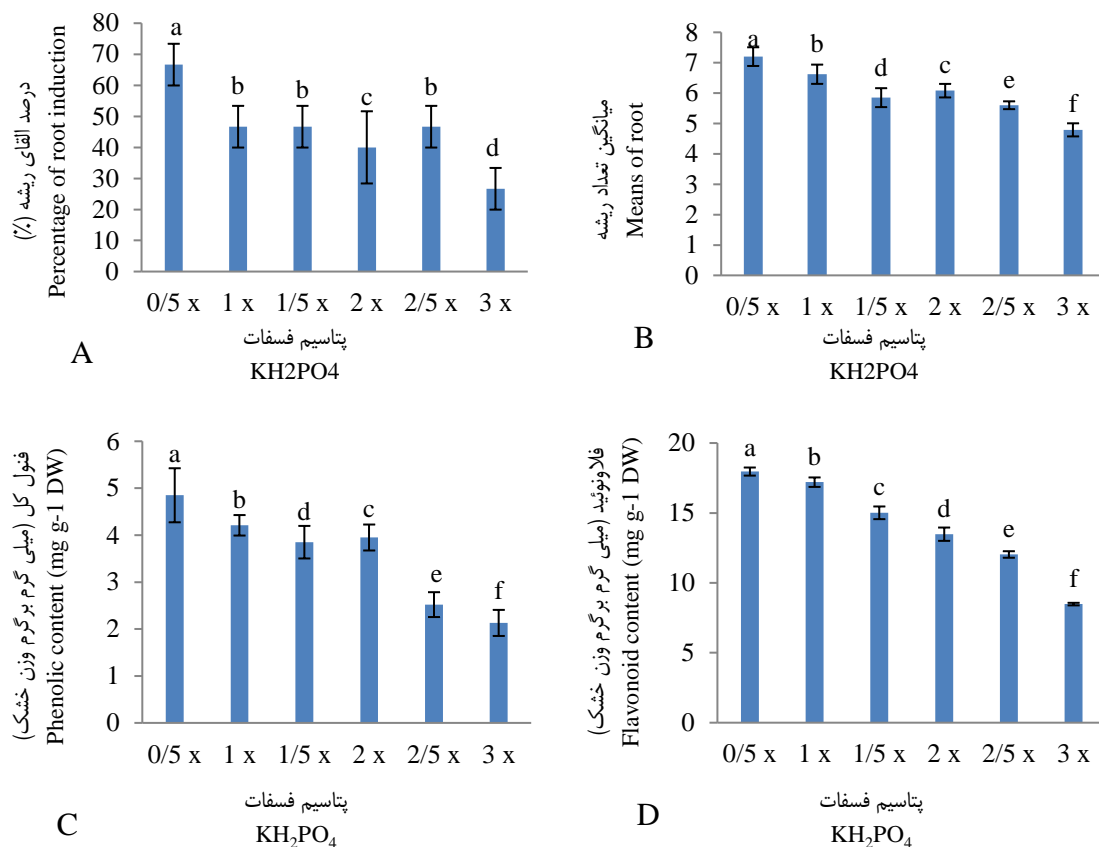 درصد القای ریشه (٪)
Percentage of root induction
80
70
60
50
40
30
20
10
0
a
b
b
c
b
d
0/5 x
1 x
1/5 x
2 x
2/5 x
3 x
پتاسیم فسفات
KH2PO4
A
میانگین تعداد ریشه
Means of root
8
7
6
5
4
3
2
1
0
a
b
d
c
e
f
0/5 x
1 x
1/5 x
2 x
2/5 x
3 x
پتاسیم فسفات
KH2PO4
B
فنول کل (میلی گرم برگرم وزن خشک)
Phenolic content (mg g-1 DW)
6
5
4
3
2
1
0
a
b
d
c
e
f
0/5 x
1 x
1/5 x
2 x
2/5 x
3 x
پتاسیم فسفات
KH₂PO₄
C
فلاونوئید (میلی گرم برگرم وزن خشک)
Flavonoid content (mg g-1 DW)
20
15
10
5
0
a
b
c
d
e
f
0/5 x
1 x
1/5 x
2 x
2/5 x
3 x
پتاسیم فسفات
KH₂PO₄
D